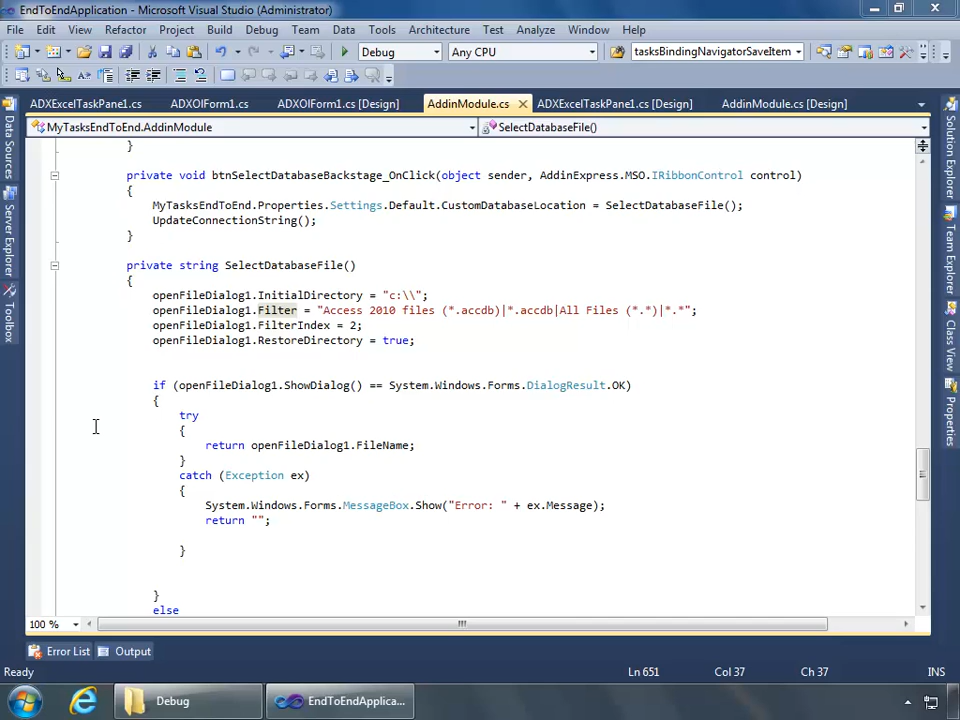 EndToEndApplication - Microsoft Visual Studio (Administrator)
File Edit View Refactor Project Build Debug Team Data Tools Architecture Test Analyze Window Help
Debug Any CPU tasksBindingNavigatorSaveItem
ADXExcelTaskPane1.cs ADXOlForm1.cs ADXOlForm1.cs [Design] AddinModule.cs ADXExcelTaskPane1.cs [Design] AddinModule.cs [Design]
MyTasksEndToEnd.AddinModule SelectDatabaseFile()
}
private void btnSelectDatabaseBackstage_OnClick(object sender, AddinExpress.MSO.IRibbonControl control)
{
MyTasksEndToEnd.Properties.Settings.Default.CustomDatabaseLocation = SelectDatabaseFile();
UpdateConnectionString();
}
private string SelectDatabaseFile()
{
openFileDialog1.InitialDirectory = "c:\\";
openFileDialog1.Filter = "Access 2010 files (*.accdb)|*.accdb|All Files (*.*)|*.*";
openFileDialog1.FilterIndex = 2;
openFileDialog1.RestoreDirectory = true;
if (openFileDialog1.ShowDialog() == System.Windows.Forms.DialogResult.OK)
{
try
{
return openFileDialog1.FileName;
}
catch (Exception ex)
{
System.Windows.Forms.MessageBox.Show("Error: " + ex.Message);
return "";
}
}
else
100 %
Data Sources
Server Explorer
Toolbox
Solution Explorer
Team Explorer
Class View
Properties
Error List Output
Ready Ln 651 Col 37 Ch 37 INS
Debug EndToEndApplica...